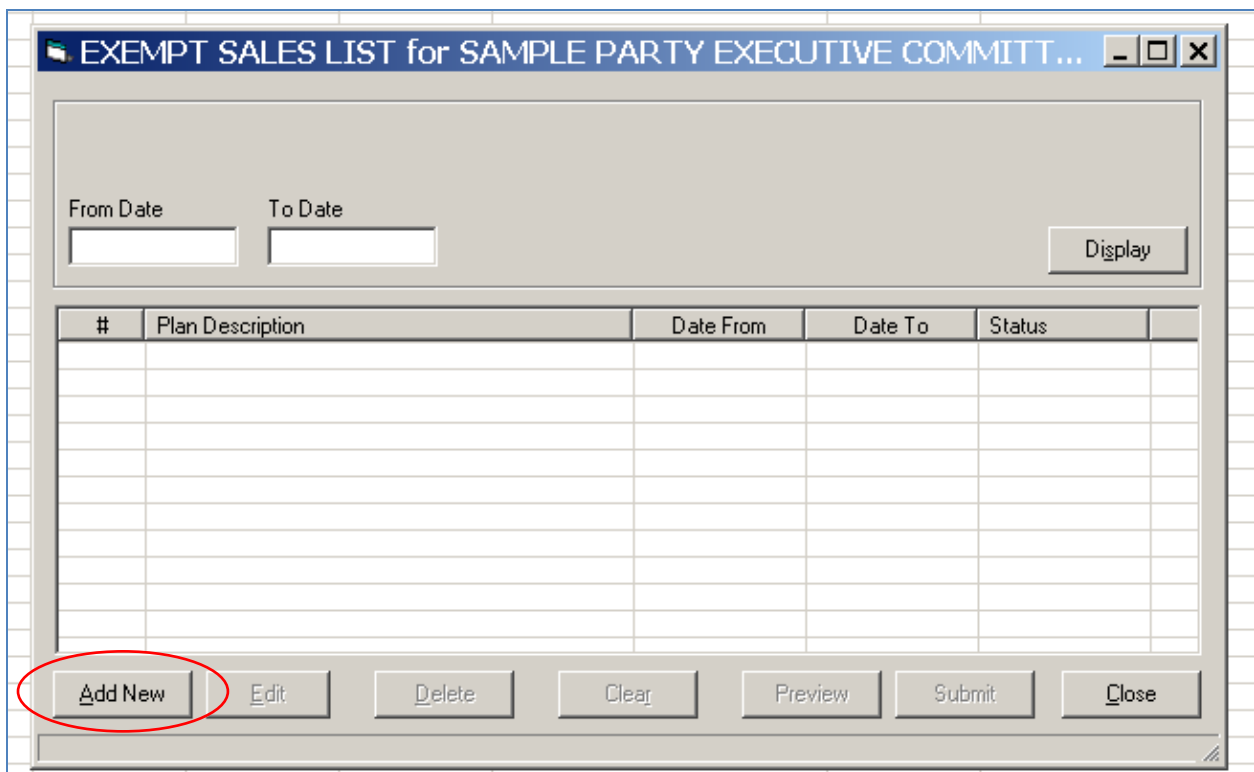 EXEMPT SALES LIST for SAMPLE PARTY EXECUTIVE COMMITT...
From Date To Date
Display
# Plan Description Date From Date To Status
Add New Edit Delete Clear Preview Submit Close